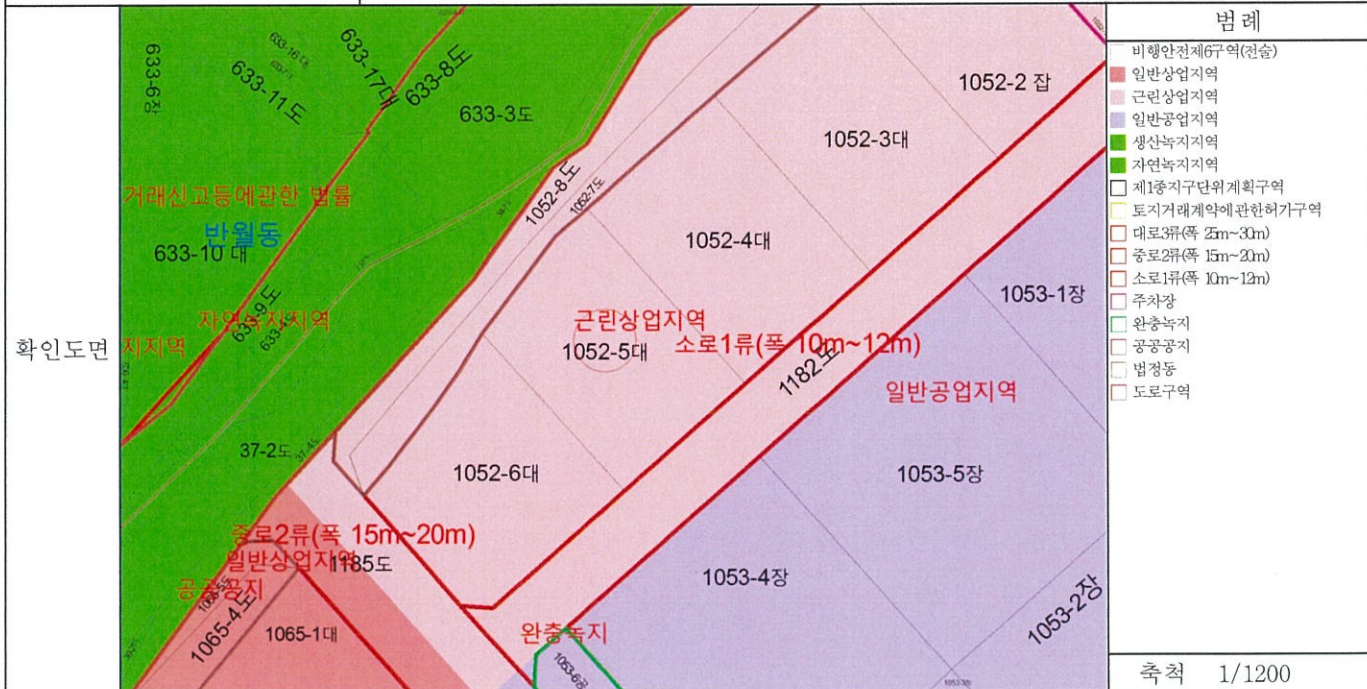 확인도면
633-6장
633-16 대
633-11도
633-17대
633-8도
633-3도
1052-2 잡
1052-3대
거래신고등에관한 법률
반월동
633-10 대
1052-8도
1052-7도
1052-4대
633-9도
자연녹지지역
지지역
근린상업지역
1052-5대
소로1류(폭 10m~12m)
1182도
1053-1장
일반공업지역
37-2도
1052-6대
1053-5장
중로2류(폭 15m~20m)
일반상업지역
1185도
공공공지
1065-4도
1065-1대
1053-4장
완충녹지
1053-6공
1053-2장
범례
비행안전제6구역(전술)
일반상업지역
근린상업지역
일반공업지역
생산녹지지역
자연녹지지역
제1종지구단위계획구역
토지거래계약에관한허가구역
대로3류(폭 25m~30m)
중로2류(폭 15m~20m)
소로1류(폭 10m~12m)
주차장
완충녹지
공공공지
법정동
도로구역
축척 1/1200